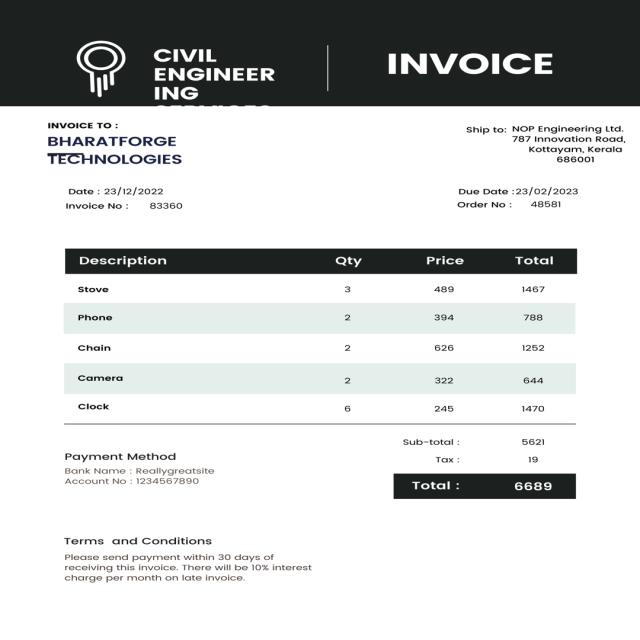 CIVIL
ENGINEER
ING
SERVICES
INVOICE
INVOICE TO :
BHARATFORGE
TECHNOLOGIES
Ship to: NOP Engineering Ltd.
787 Innovation Road,
Kottayam, Kerala
686001
Date : 23/12/2022
Invoice No : 83360
Due Date :23/02/2023
Order No : 48581
Description Qty Price Total
Stove 3 489 1467
Phone 2 394 788
Chain 2 626 1252
Camera 2 322 644
Clock 6 245 1470
Sub-total : 5621
Tax : 19
Total : 6689
Payment Method
Bank Name : Reallygreatsite
Account No : 1234567890
Terms and Conditions
Please send payment within 30 days of
receiving this invoice. There will be 10% interest
charge per month on late invoice.